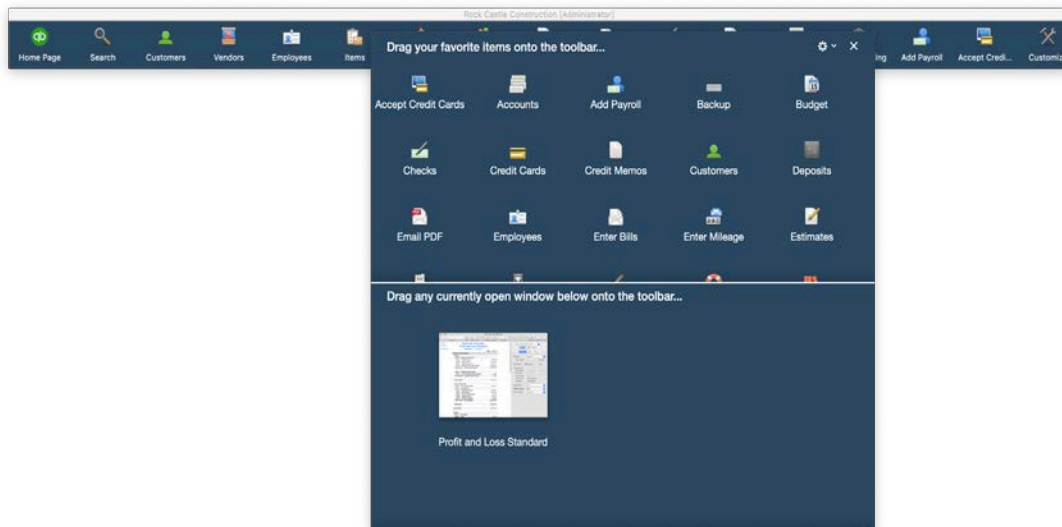 Rock Castle Construction (Administrator)
Home Page Search Customers Vendors Employees Items ing Add Payroll Accept Credi... Customiz
Drag your favorite items onto the toolbar...
Accept Credit Cards Accounts Add Payroll Backup Budget
Checks Credit Cards Credit Memos Customers Deposits
Email PDF Employees Enter Bills Enter Mileage Estimates
Drag any currently open window below onto the toolbar...
Profit and Loss Standard